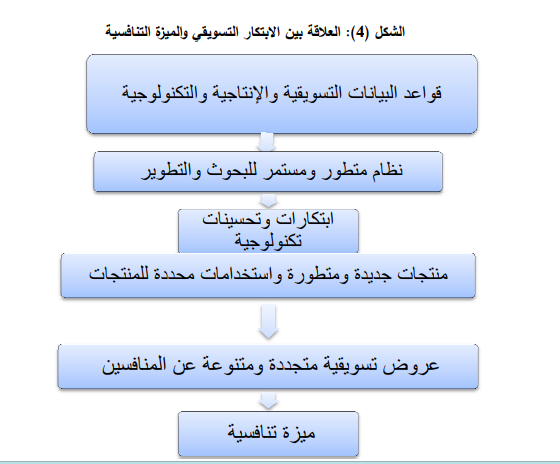 الشكل (4): العلاقة بين الابتكار التسويقي والميزة التنافسية
قواعد البيانات التسويقية والإنتاجية والتكنولوجية
نظام متطور ومستمر للبحوث والتطوير
ابتكارات وتحسينات
تكنولوجية
منتجات جديدة ومتطورة واستخدامات محددة للمنتجات
عروض تسويقية متجددة ومتنوعة عن المنافسين
ميزة تنافسية